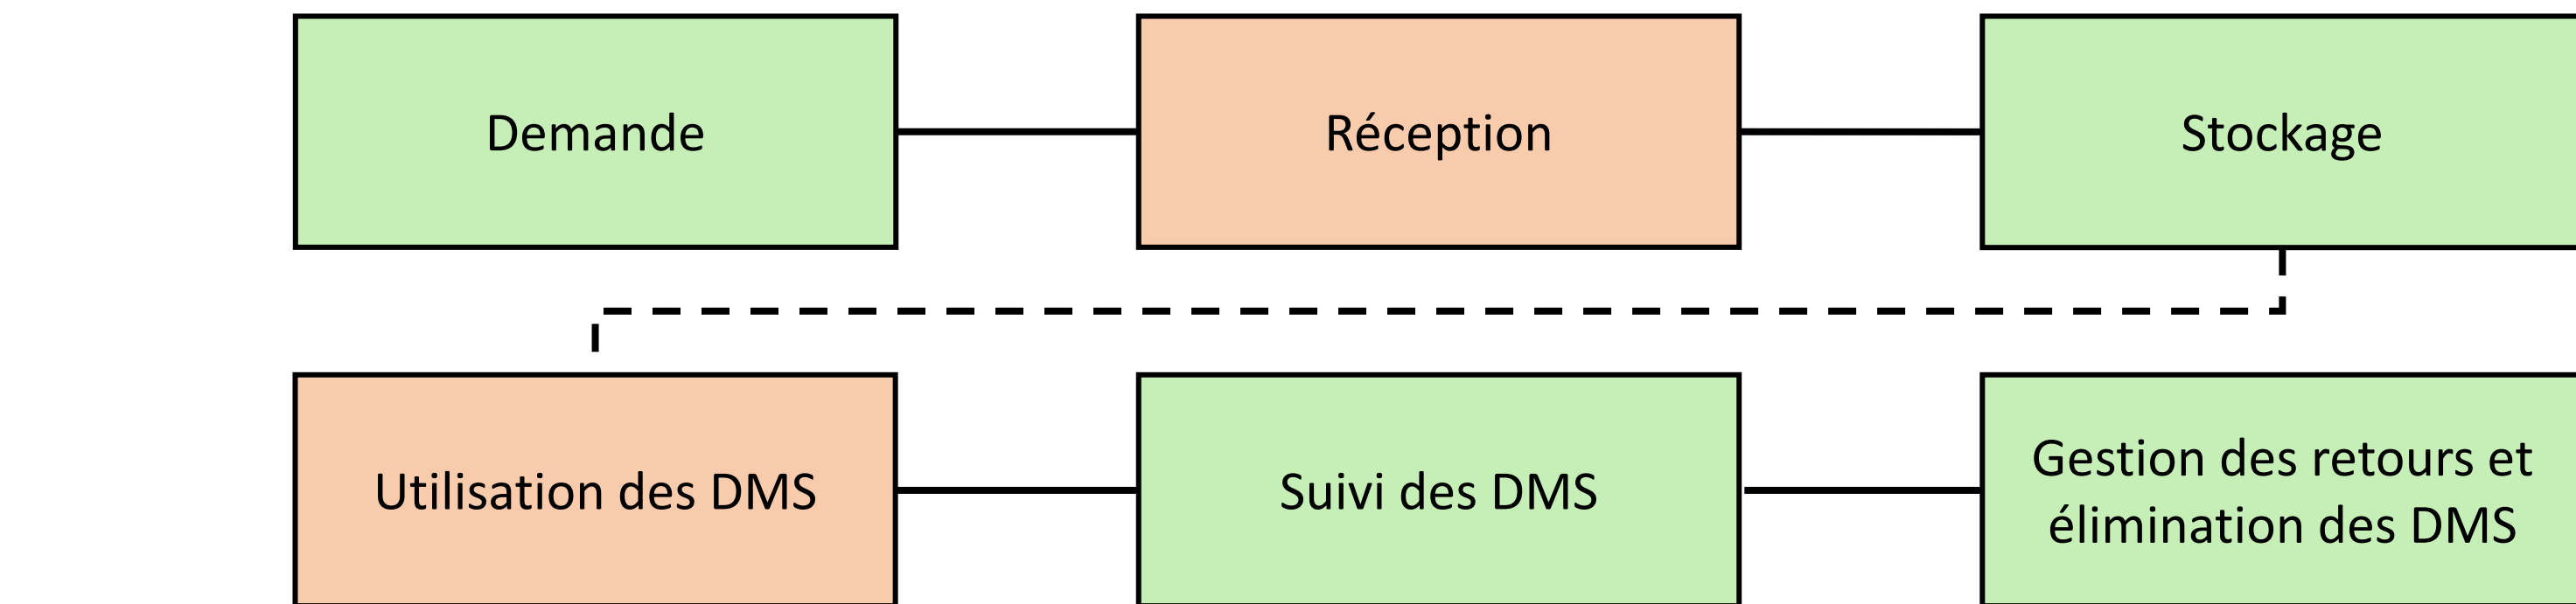 Demande
Réception
Stockage
Utilisation des DMS
Suivi des DMS
Gestion des retours et
élimination des DMS